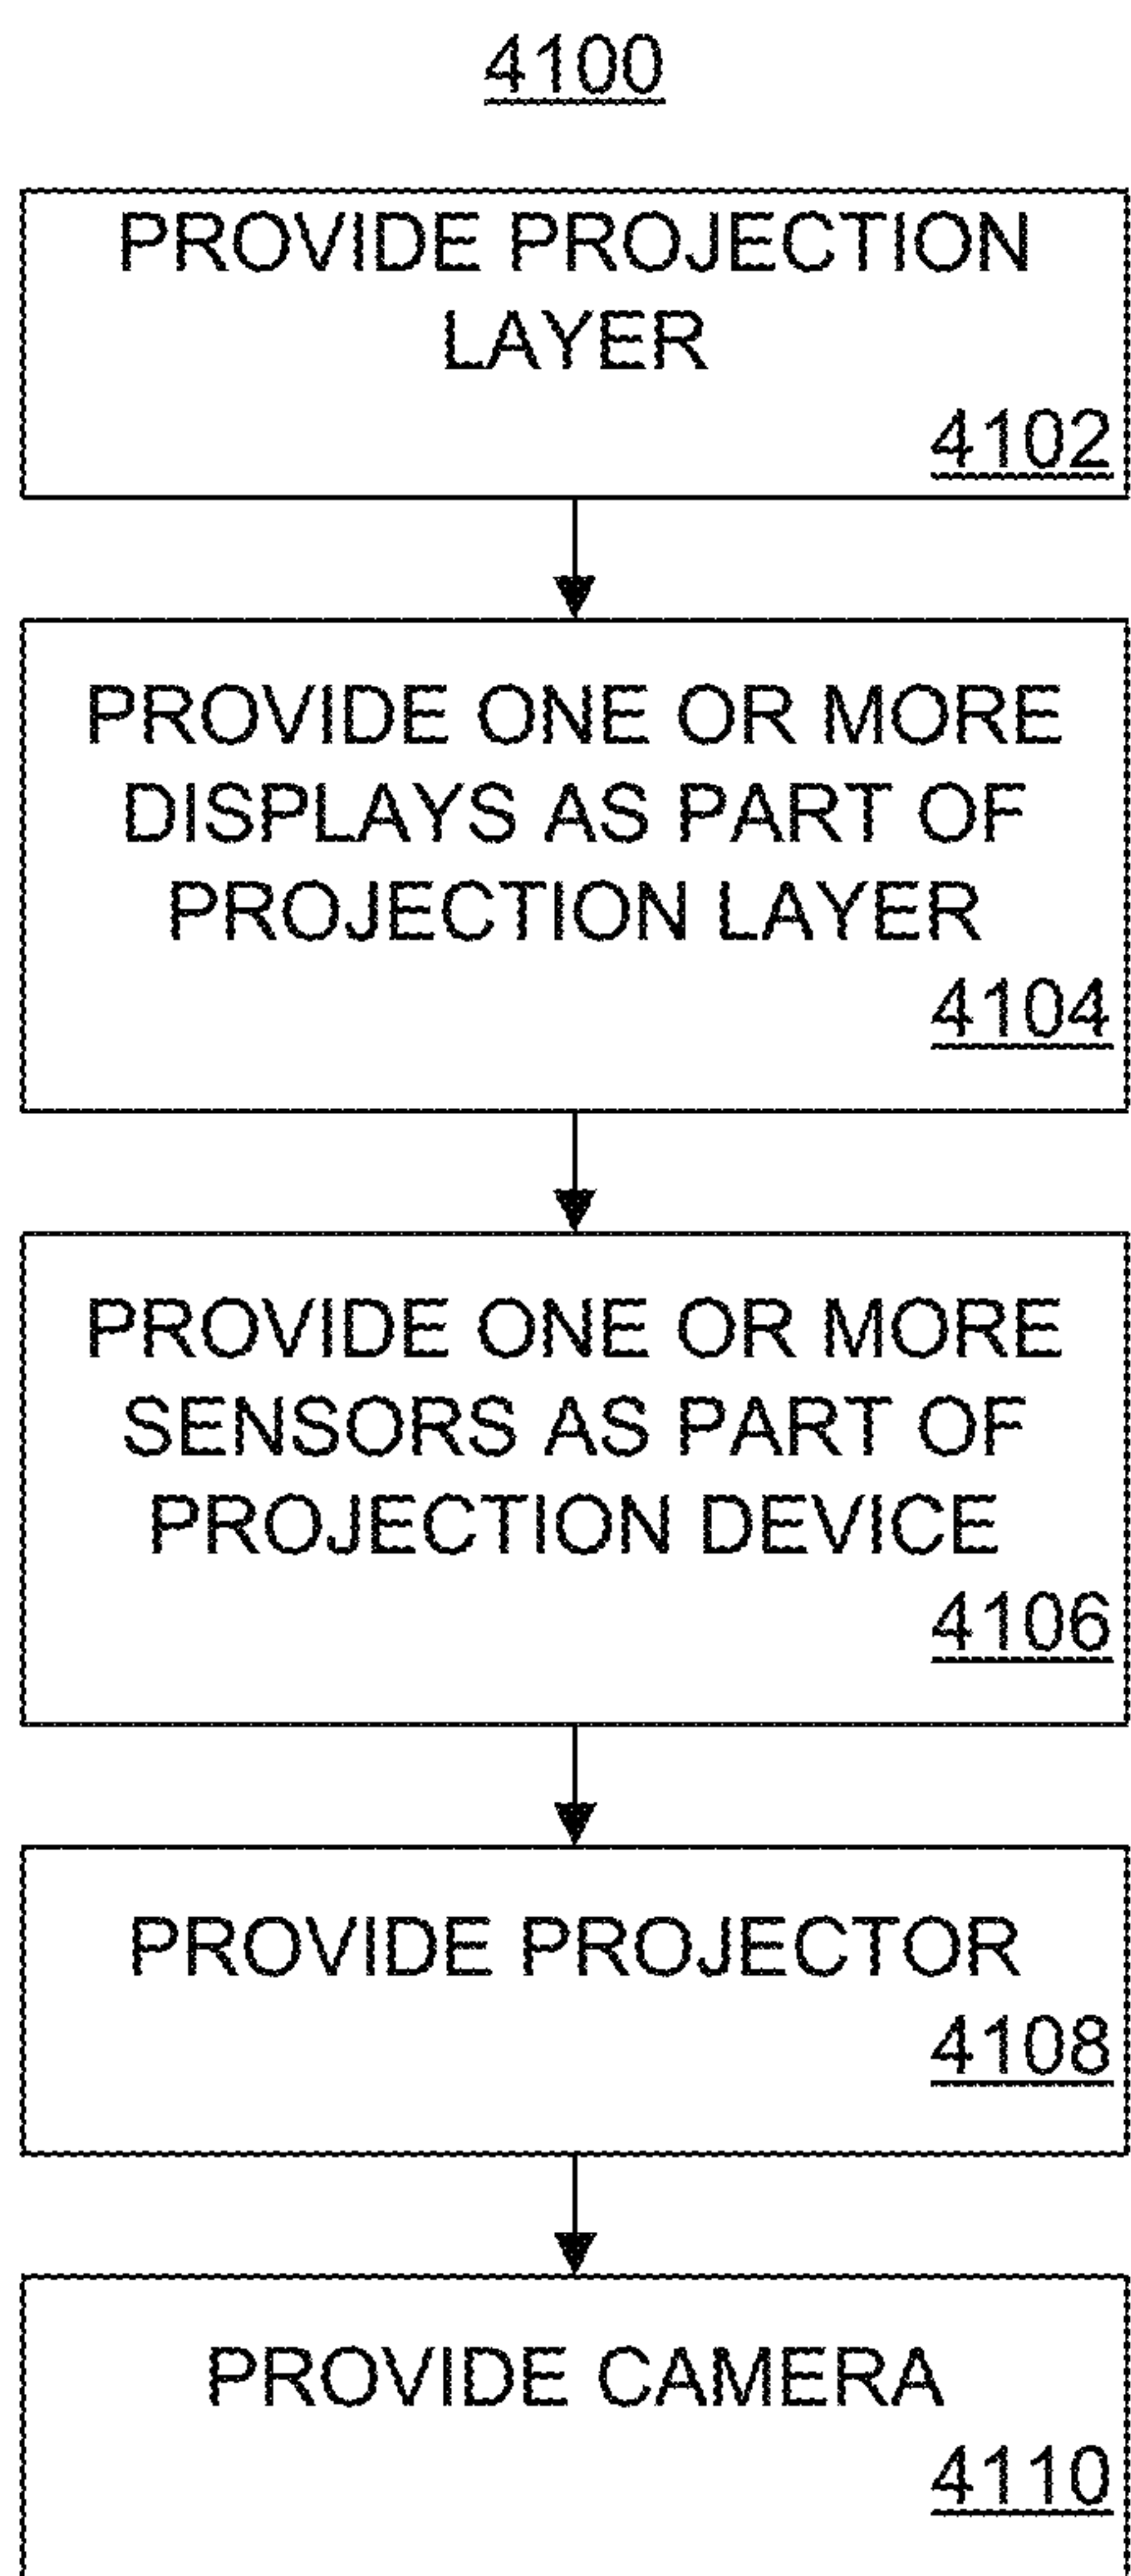 4100
PROVIDE PROJECTION
LAYER
4102
PROVIDE ONE OR MORE
DISPLAYS AS PART OF
PROJECTION LAYER
4104
PROVIDE ONE OR MORE
SENSORS AS PART OF
PROJECTION DEVICE
4106
PROVIDE PROJECTOR
4108
PROVIDE CAMERA
4110